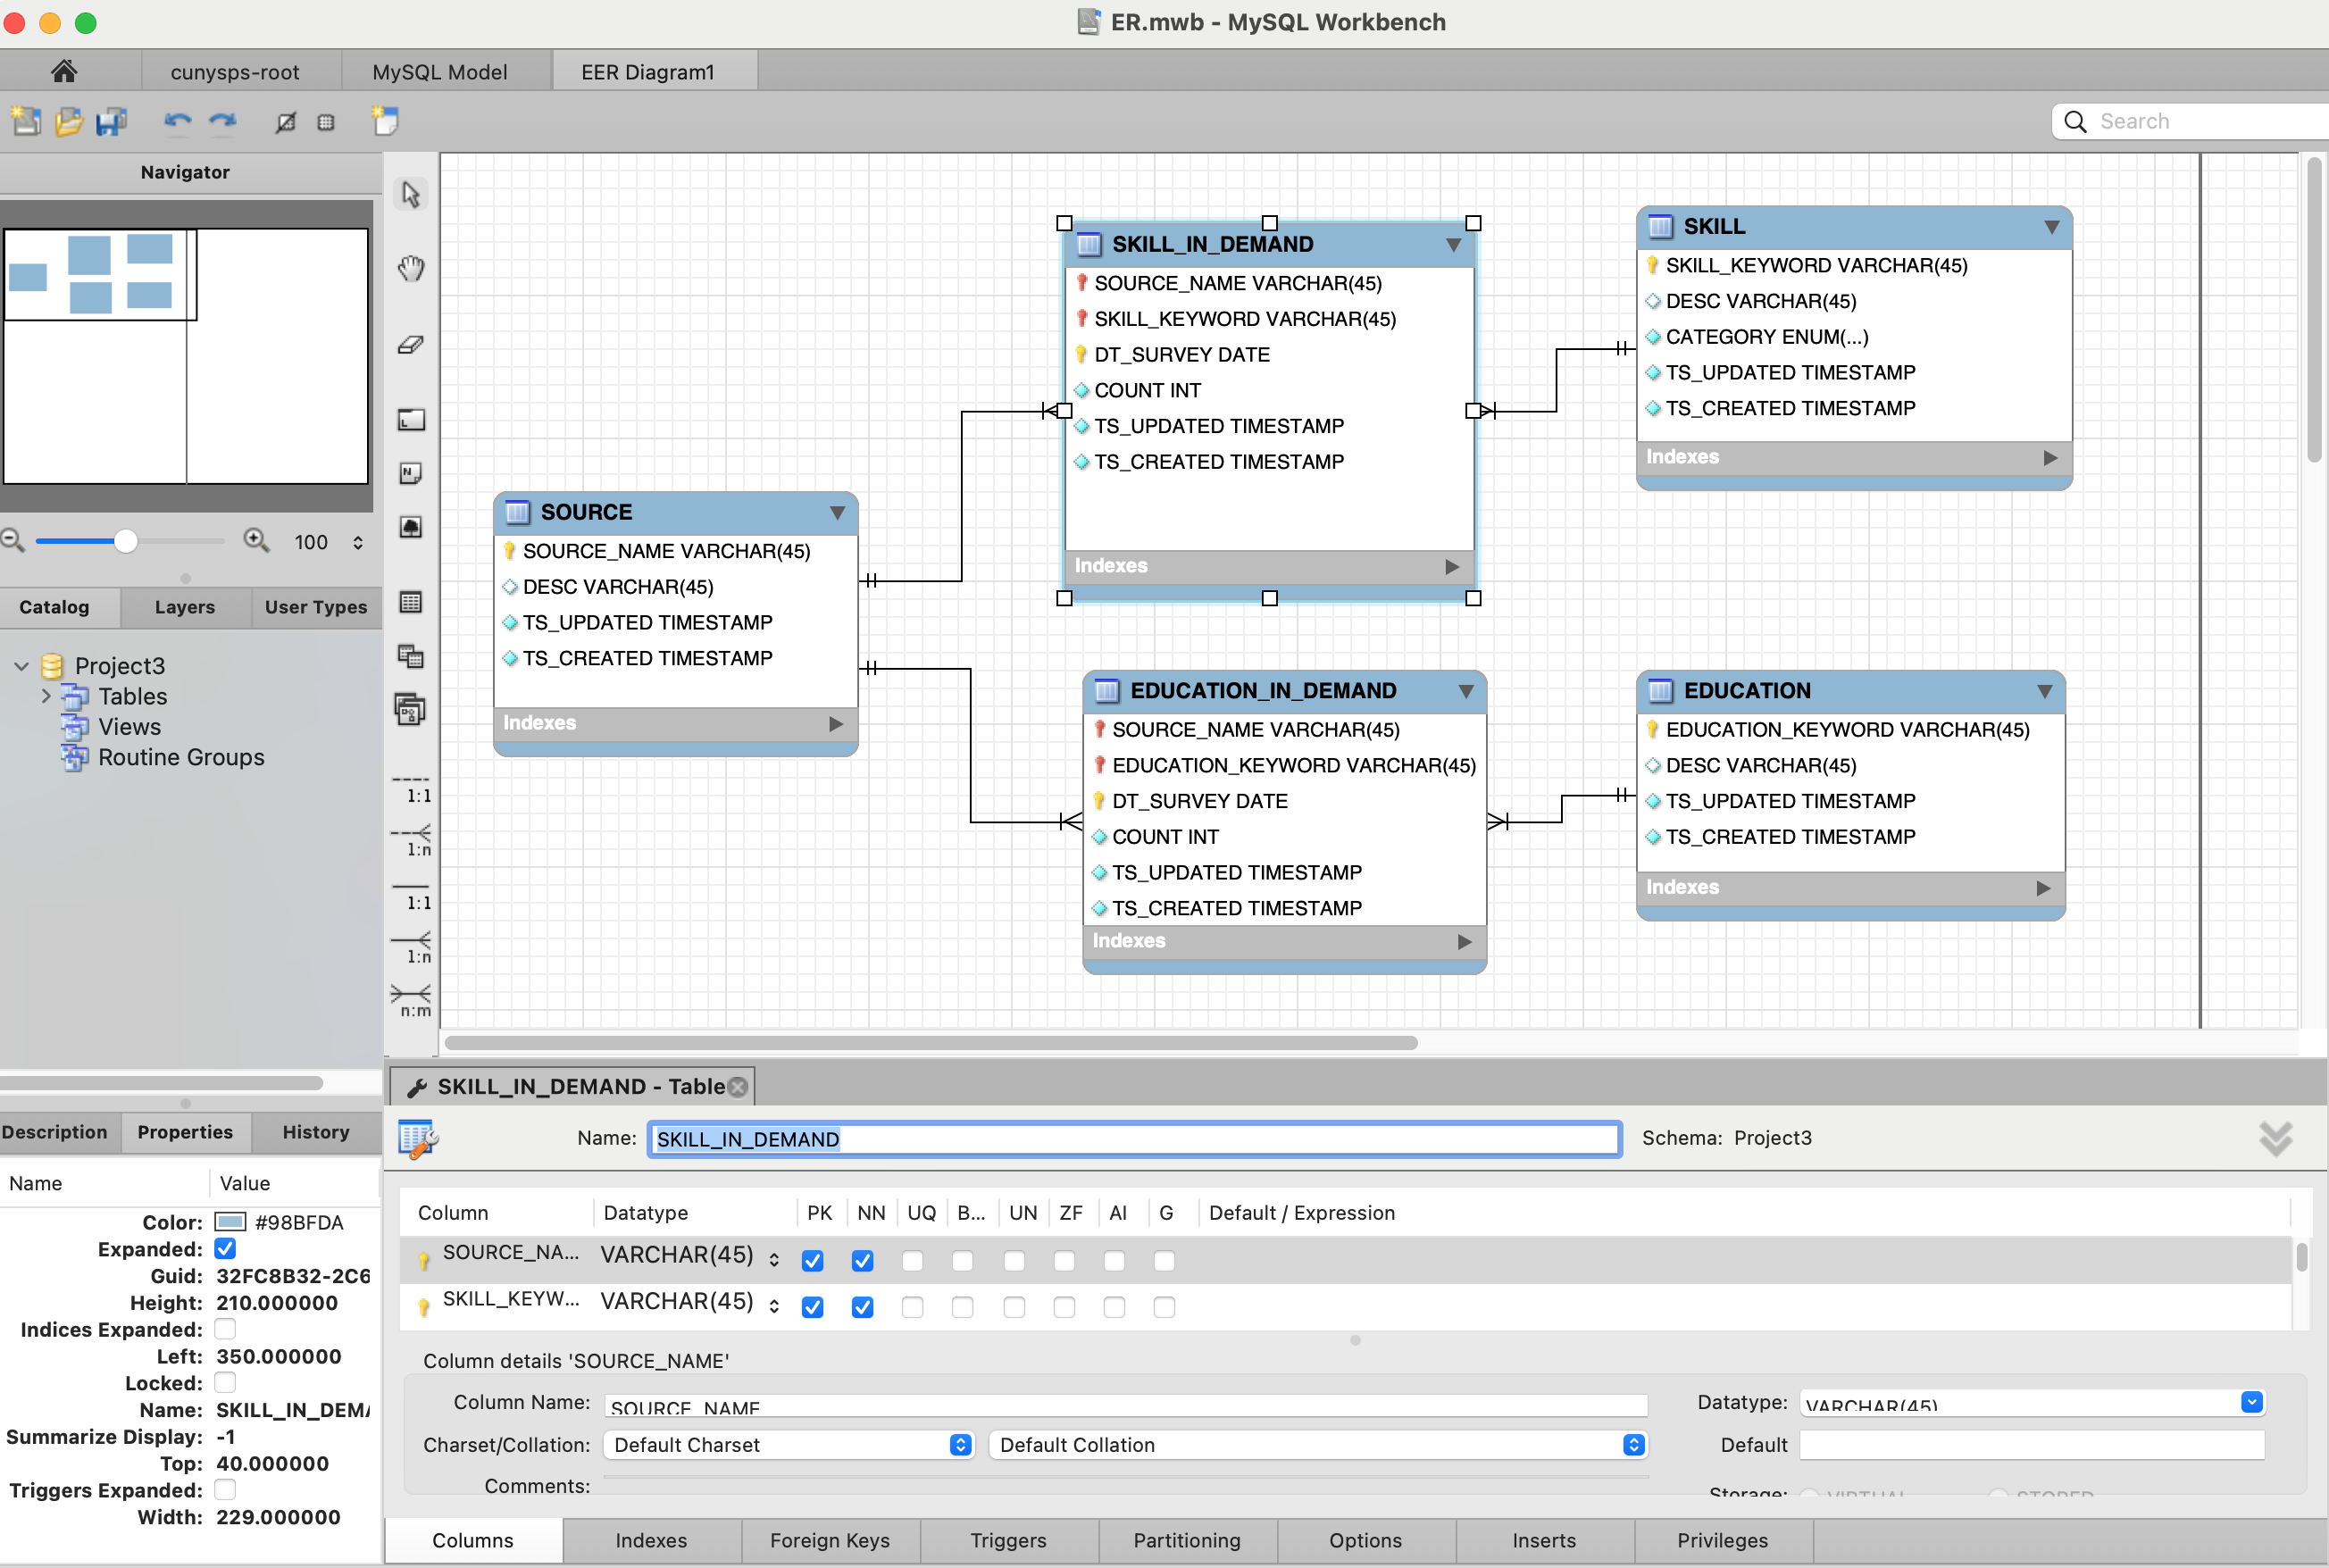 ER.mwb - MySQL Workbench
cunysps-root
MySQL Model
EER Diagram1
Search
Navigator
100
Catalog
Layers
User Types
Project3
Tables
Views
Routine Groups
1:1
1:n
1:1
1:n
n:m
SOURCE
SOURCE_NAME VARCHAR(45)
DESC VARCHAR(45)
TS_UPDATED TIMESTAMP
TS_CREATED TIMESTAMP
Indexes
SKILL_IN_DEMAND
SOURCE_NAME VARCHAR(45)
SKILL_KEYWORD VARCHAR(45)
DT_SURVEY DATE
COUNT INT
TS_UPDATED TIMESTAMP
TS_CREATED TIMESTAMP
Indexes
SKILL
SKILL_KEYWORD VARCHAR(45)
DESC VARCHAR(45)
CATEGORY ENUM(...)
TS_UPDATED TIMESTAMP
TS_CREATED TIMESTAMP
Indexes
EDUCATION_IN_DEMAND
SOURCE_NAME VARCHAR(45)
EDUCATION_KEYWORD VARCHAR(45)
DT_SURVEY DATE
COUNT INT
TS_UPDATED TIMESTAMP
TS_CREATED TIMESTAMP
Indexes
EDUCATION
EDUCATION_KEYWORD VARCHAR(45)
DESC VARCHAR(45)
TS_UPDATED TIMESTAMP
TS_CREATED TIMESTAMP
Indexes
Description
Properties
History
Name Value
Color: #98BFDA
Expanded:
Guid: 32FC8B32-2C6
Height: 210.000000
Indices Expanded:
Left: 350.000000
Locked:
Name: SKILL_IN_DEMA
Summarize Display: -1
Top: 40.000000
Triggers Expanded:
Width: 229.000000
SKILL_IN_DEMAND - Table
Name: SKILL_IN_DEMAND Schema: Project3
Column Datatype PK NN UQ B... UN ZF AI G Default / Expression
SOURCE_NA... VARCHAR(45)
SKILL_KEYW... VARCHAR(45)
Column details 'SOURCE_NAME'
Column Name: SOURCE_NAME Datatype: VARCHAR(45)
Charset/Collation: Default Charset Default Collation Default
Comments:
Storage: VIRTUAL STORED
Columns
Indexes
Foreign Keys
Triggers
Partitioning
Options
Inserts
Privileges